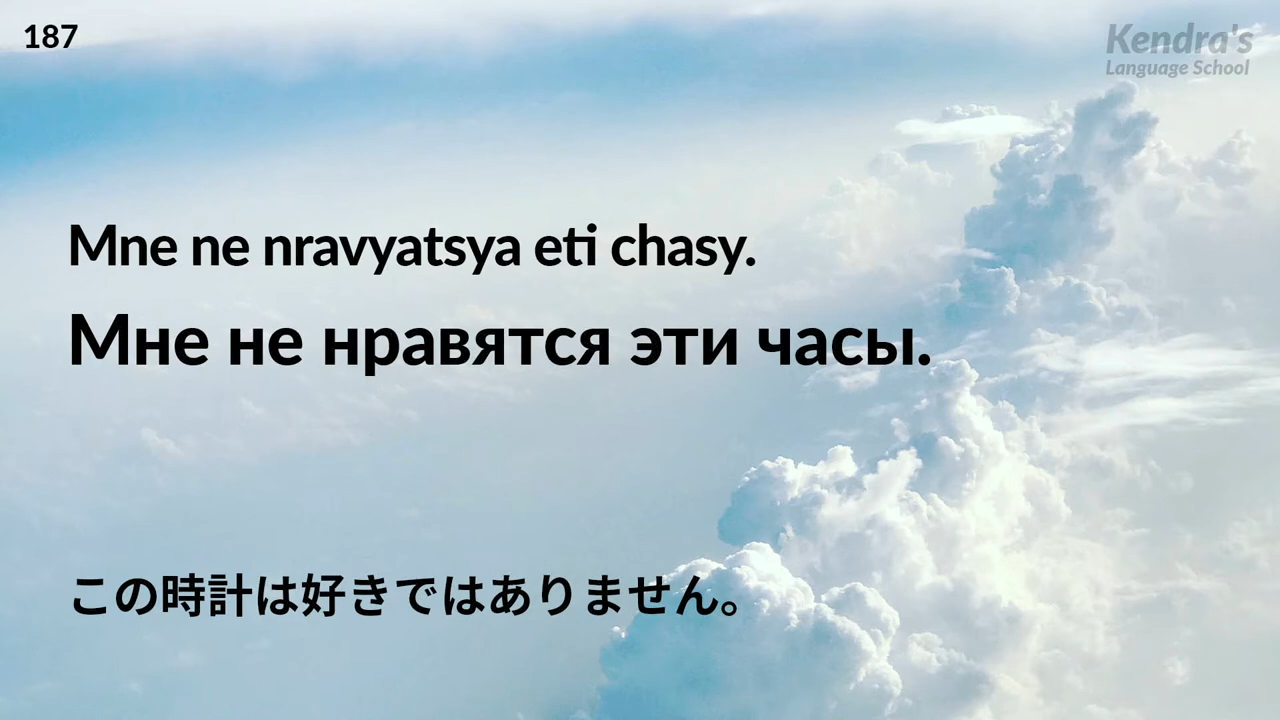 187
Kendra's
Language School
Mne ne nravyatsya eti chasy.
Мне не нравятся эти часы.
この時計は好きではありません。